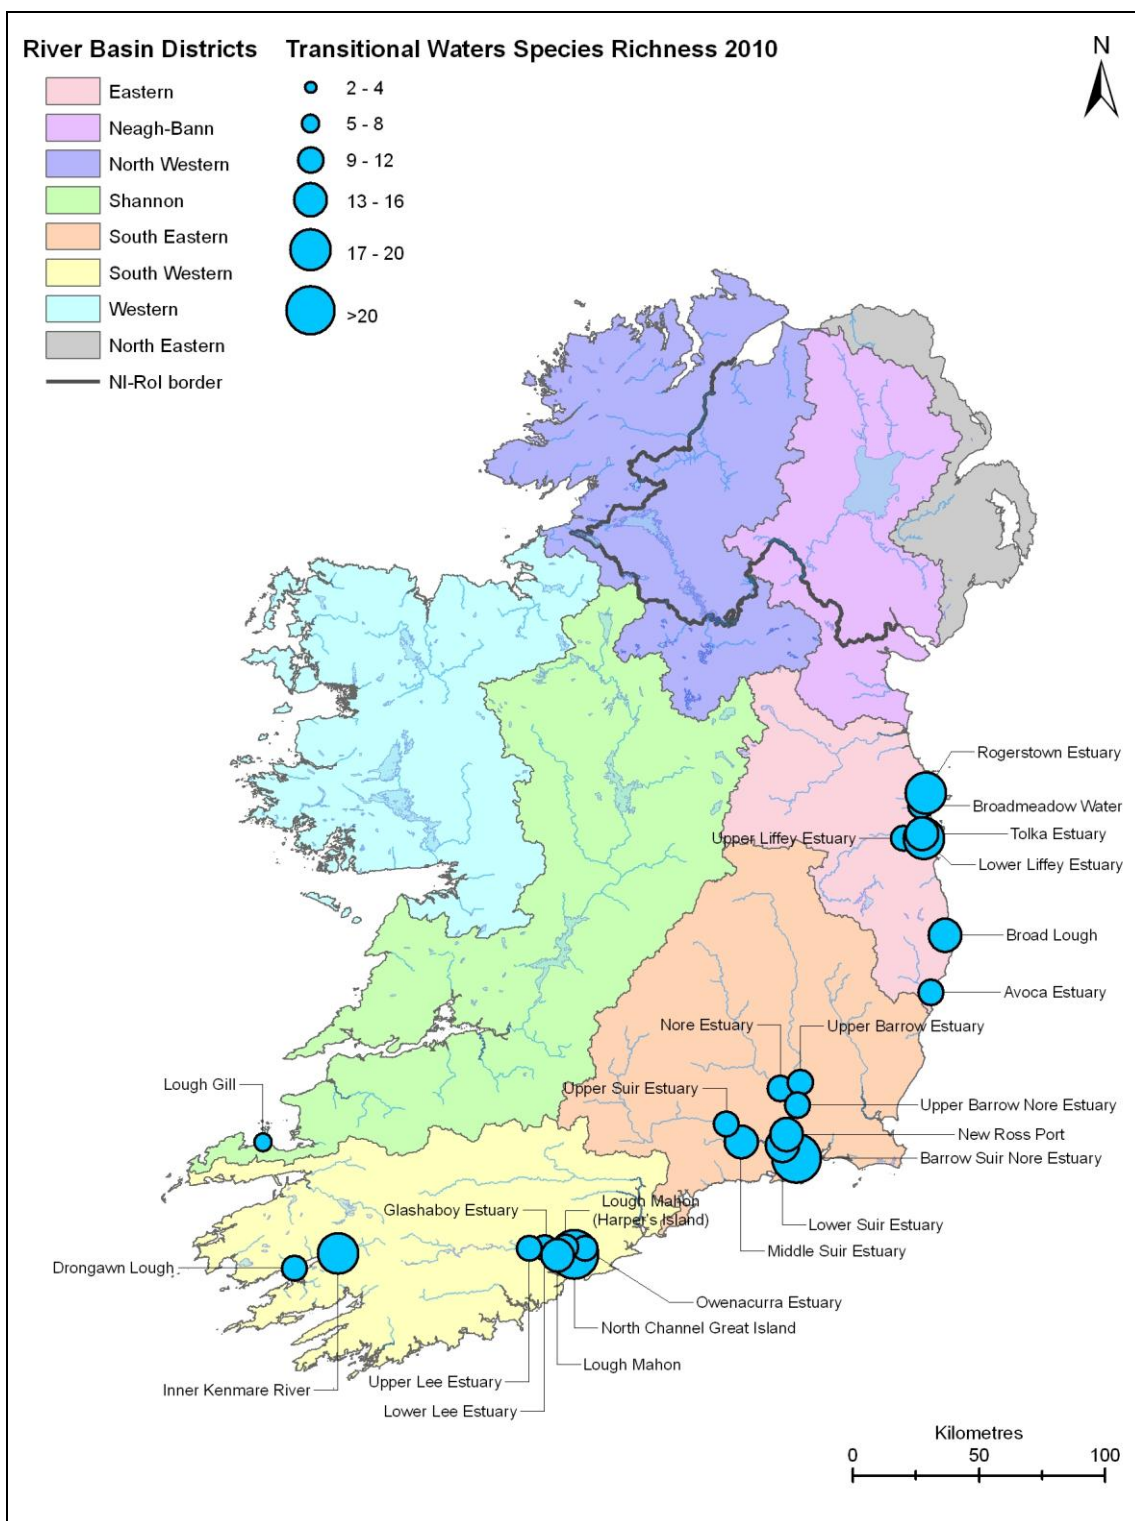 River Basin Districts
Eastern
Neagh-Bann
North Western
Shannon
South Eastern
South Western
Western
North Eastern
NI-RoI border
Transitional Waters Species Richness 2010
2 - 4
5 - 8
9 - 12
13 - 16
17 - 20
>20
N
Rogerstown Estuary
Broadmeadow Water
Upper Liffey Estuary
Tolka Estuary
Lower Liffey Estuary
Broad Lough
Avoca Estuary
Nore Estuary
Upper Barrow Estuary
Lough Gill
Upper Suir Estuary
Upper Barrow Nore Estuary
New Ross Port
Barrow Suir Nore Estuary
Glashaboy Estuary
Lough Mahon
(Harper's Island)
Lower Suir Estuary
Middle Suir Estuary
Drongawn Lough
Owenacurra Estuary
North Channel Great Island
Lough Mahon
Upper Lee Estuary
Inner Kenmare River
Lower Lee Estuary
Kilometres
0 50 100